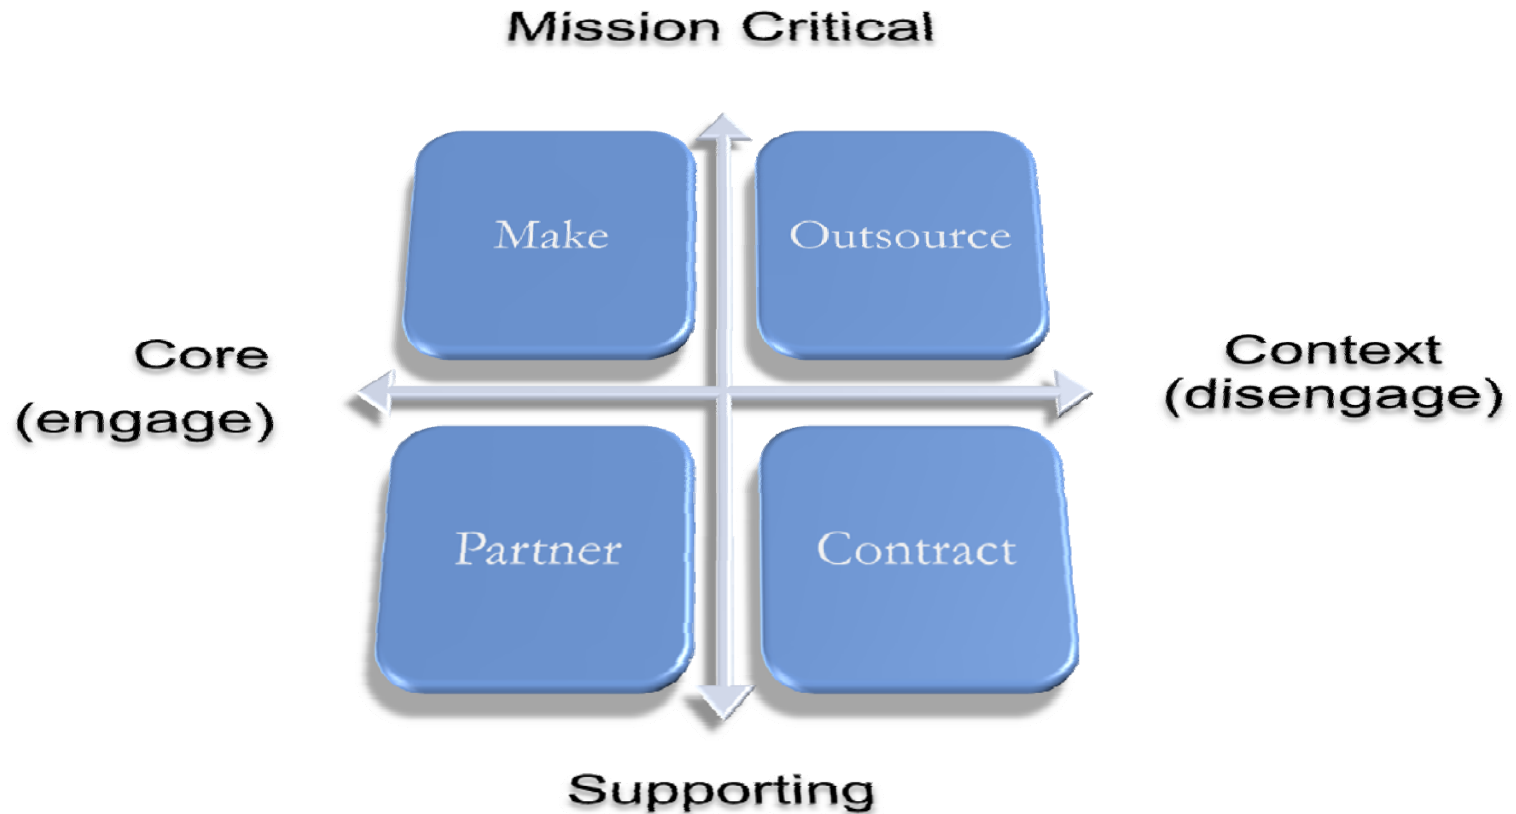 Mission Critical
Make
Outsource
Core
(engage)
Context
(disengage)
Partner
Contract
Supporting